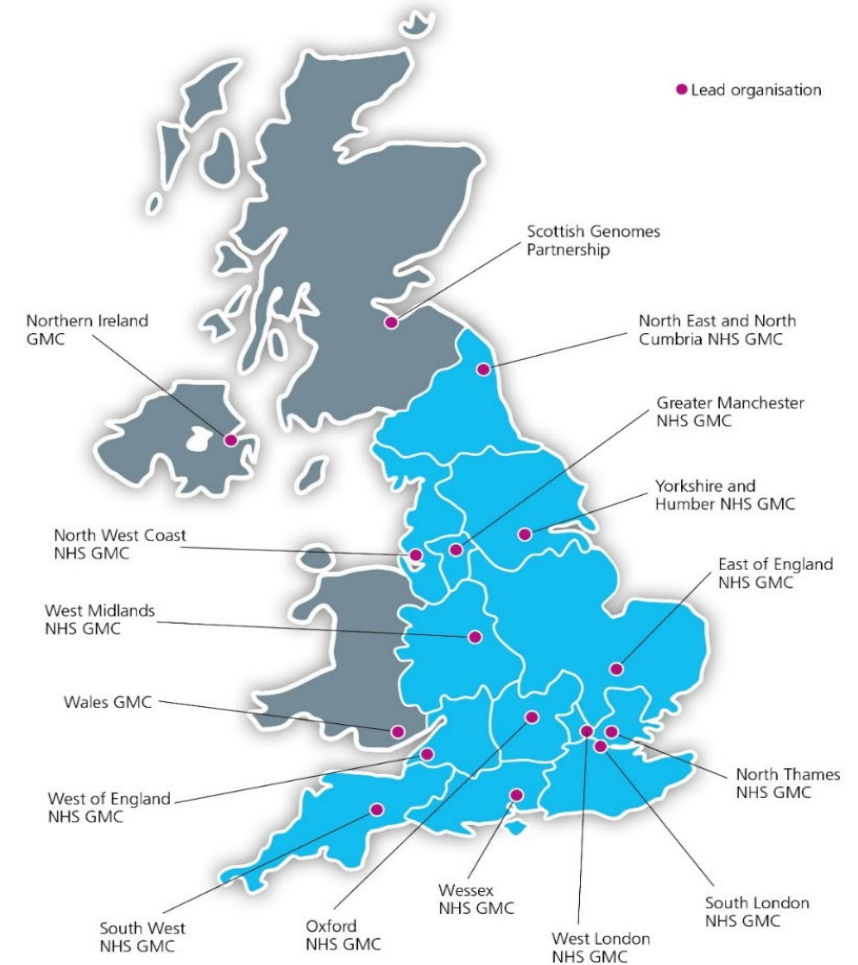 Lead organisation
Scottish Genomes
Partnership
Northern Ireland
GMC
North East and North
Cumbria NHS GMC
Greater Manchester
NHS GMC
Yorkshire and
Humber NHS GMC
North West Coast
NHS GMC
East of England
NHS GMC
West Midlands
NHS GMC
Wales GMC
North Thames
NHS GMC
West of England
NHS GMC
Wessex
NHS GMC
South London
NHS GMC
South West
NHS GMC
Oxford
NHS GMC
West London
NHS GMC